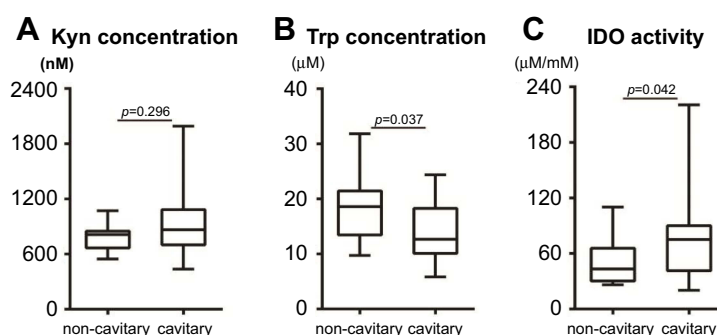 A Kyn concentration
(nM)
2400
1800
1200
600
0
p=0.296
non-cavitary cavitary
B Trp concentration
(μM)
40
30
20
10
0
p=0.037
non-cavitary cavitary
C IDO activity
(μM/mM)
240
180
120
60
0
p=0.042
non-cavitary cavitary